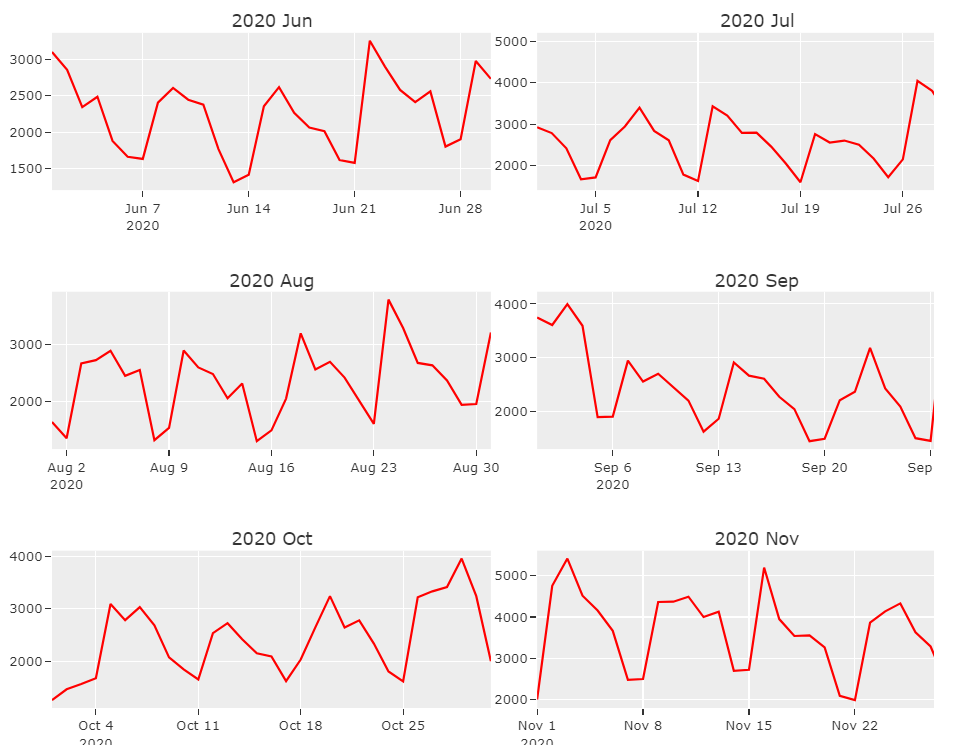 2020 Jun
2020 Jul
3000
2500
2000
1500
Jun 7
2020
Jun 14
Jun 21
Jun 28
5000
4000
3000
2000
Jul 5
2020
Jul 12
Jul 19
Jul 26
2020 Aug
2020 Sep
3000
2000
Aug 2
2020
Aug 9
Aug 16
Aug 23
Aug 30
4000
3000
2000
Sep 6
2020
Sep 13
Sep 20
Sep
2020 Oct
2020 Nov
4000
3000
2000
Oct 4
2020
Oct 11
Oct 18
Oct 25
5000
4000
3000
2000
Nov 1
2020
Nov 8
Nov 15
Nov 22